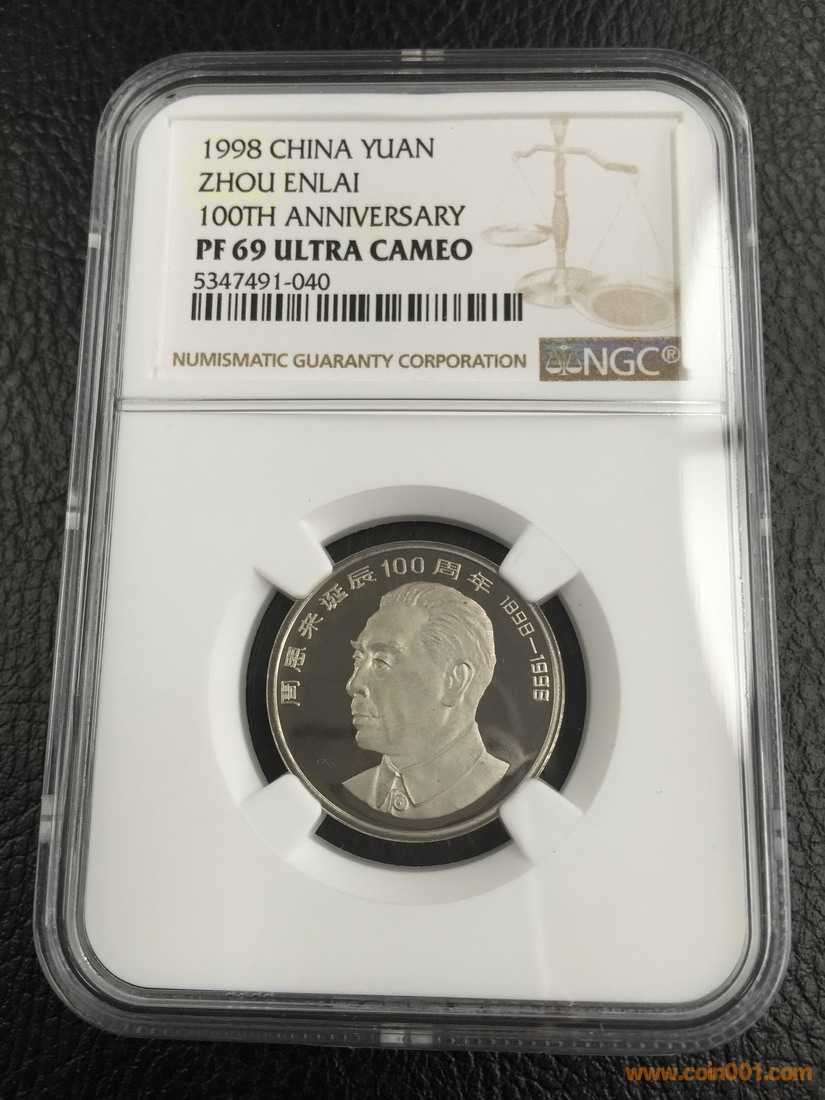 1998 CHINA YUAN
ZHOU ENLAI
100TH ANNIVERSARY
PF 69 ULTRA CAMEO
5347491-040
NUMISMATIC GUARANTY CORPORATION
NGC®
周恩来诞辰100周年 1898—1998
www.coin001.com